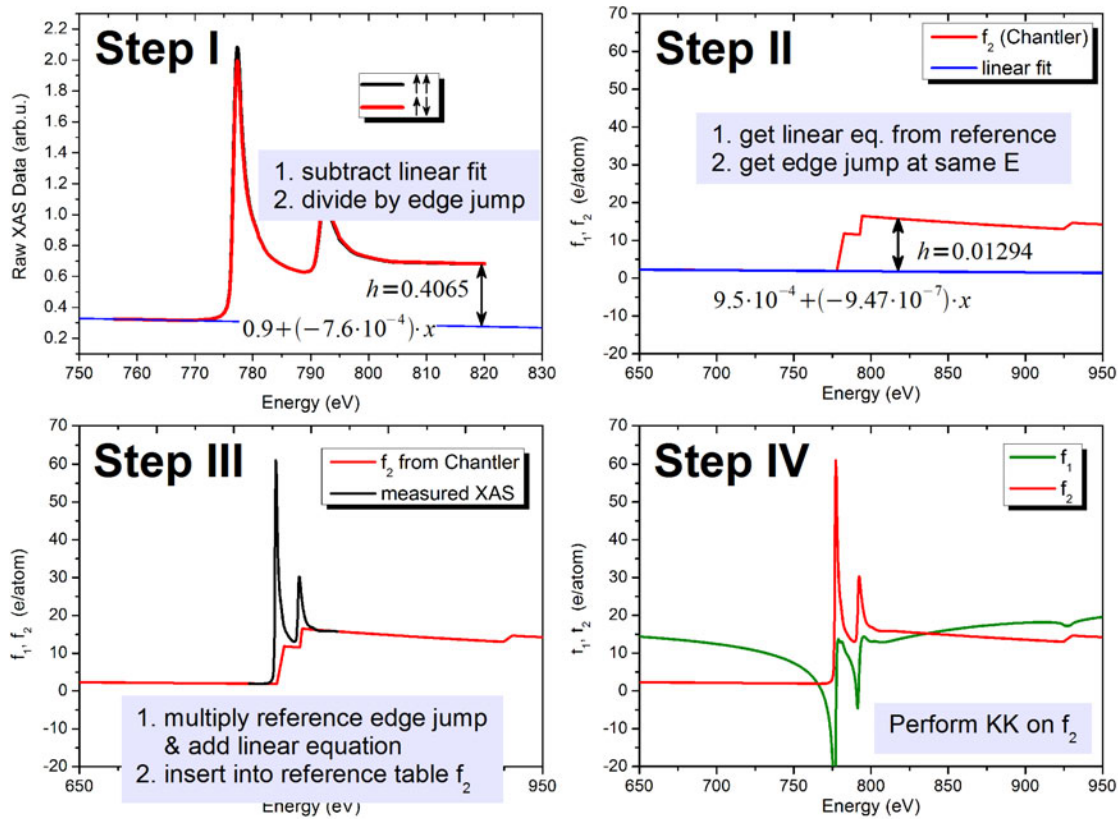 Step I
Raw XAS Data (arb.u.)
2.2
2.0
1.8
1.6
1.4
1.2
1.0
0.8
0.6
0.4
0.2
↑↑
↑↓
1. subtract linear fit
2. divide by edge jump
h=0.4065
0.9+(−7.6·10⁻⁴)·x
750 760 770 780 790 800 810 820 830
Energy (eV)
Step II
f₁, f₂ (e/atom)
70
60
50
40
30
20
10
0
-10
-20
f₂ (Chantler)
linear fit
1. get linear eq. from reference
2. get edge jump at same E
h=0.01294
9.5·10⁻⁴+(−9.47·10⁻⁷)·x
650 700 750 800 850 900 950
Energy (eV)
Step III
f₁, f₂ (e/atom)
70
60
50
40
30
20
10
0
-10
-20
f₂ from Chantler
measured XAS
1. multiply reference edge jump
& add linear equation
2. insert into reference table f₂
650 950
Energy (eV)
Step IV
f₁, f₂ (e/atom)
70
60
50
40
30
20
10
0
-10
-20
f₁
f₂
Perform KK on f₂
650 700 750 800 850 900 950
Energy (eV)